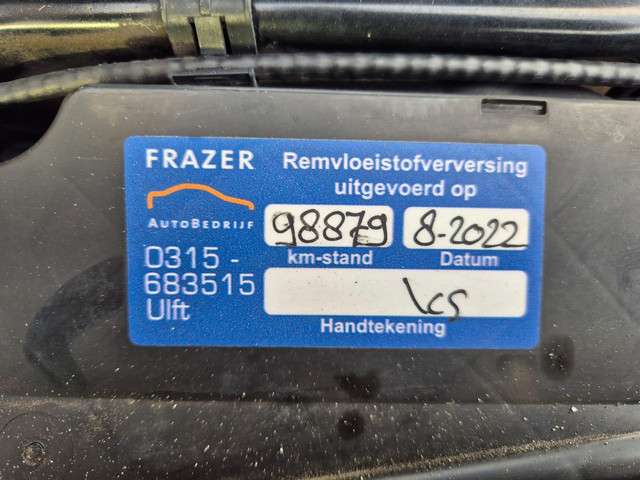 FRAZER
AUTOBEDRIJF
0315 -
683515
Ulft
Remvloeistofverversing
uitgevoerd op
98879 8-2022
km-stand Datum
Handtekening